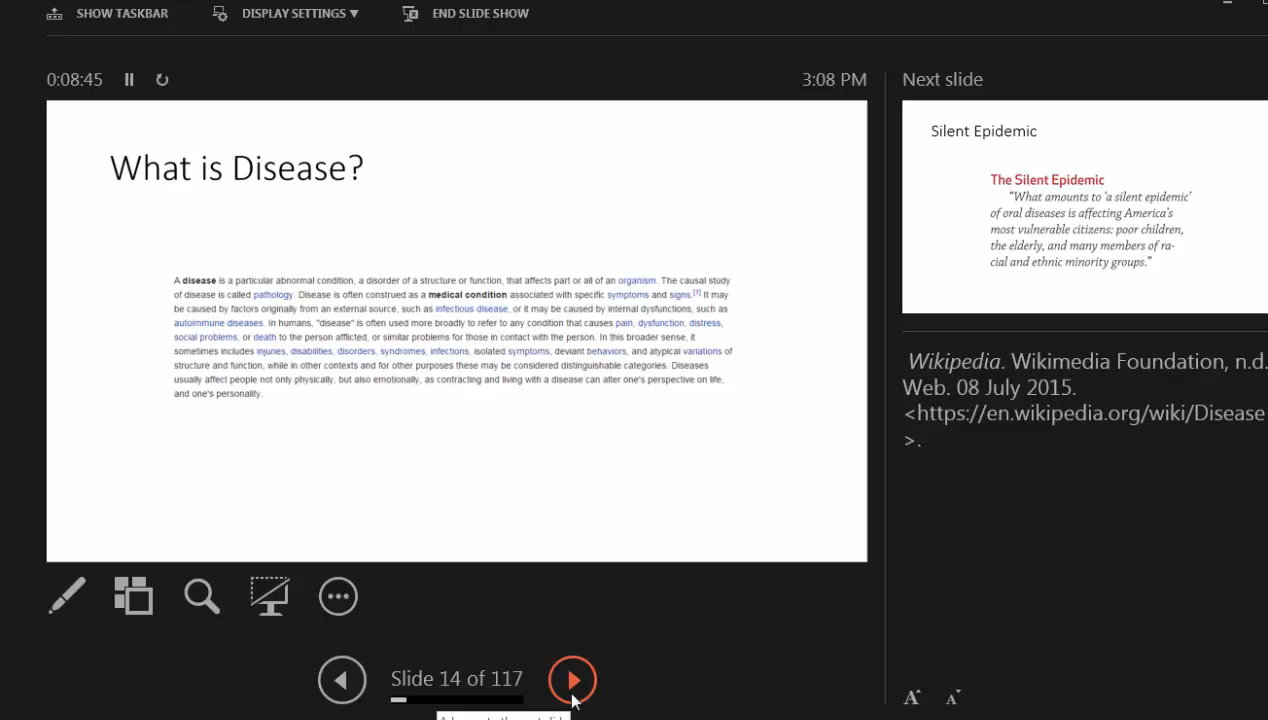 SHOW TASKBAR
DISPLAY SETTINGS ▼
END SLIDE SHOW
0:08:45
3:08 PM
What is Disease?
A disease is a particular abnormal condition, a disorder of a structure or function, that affects part or all of an organism. The causal study
of disease is called pathology. Disease is often construed as a medical condition associated with specific symptoms and signs.[1] It may
be caused by factors originally from an external source, such as infectious disease, or it may be caused by internal dysfunctions, such as
autoimmune diseases. In humans, "disease" is often used more broadly to refer to any condition that causes pain, dysfunction, distress,
social problems, or death to the person afflicted, or similar problems for those in contact with the person. In this broader sense, it
sometimes includes injuries, disabilities, disorders, syndromes, infections, isolated symptoms, deviant behaviors, and atypical variations of
structure and function, while in other contexts and for other purposes these may be considered distinguishable categories. Diseases
usually affect people not only physically, but also emotionally, as contracting and living with a disease can alter one's perspective on life,
and one's personality.
Slide 14 of 117
Next slide
Silent Epidemic
The Silent Epidemic
"What amounts to 'a silent epidemic'
of oral diseases is affecting America's
most vulnerable citizens: poor children,
the elderly, and many members of ra-
cial and ethnic minority groups."
Wikipedia. Wikimedia Foundation, n.d.
Web. 08 July 2015.
<https://en.wikipedia.org/wiki/Disease
>.
A
A